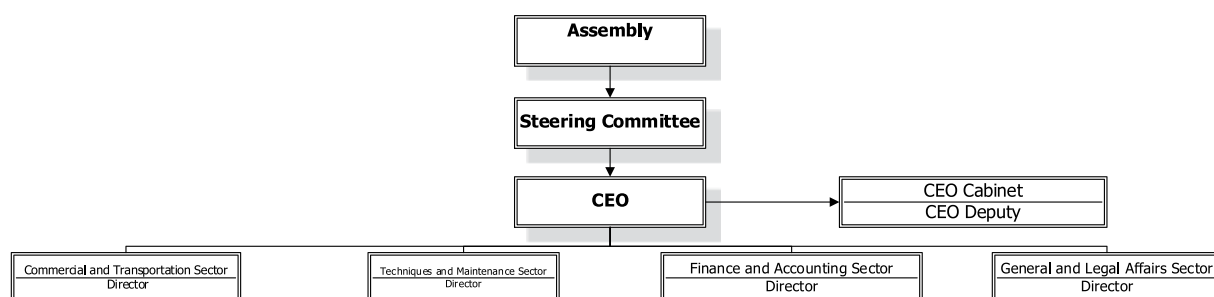 Assembly
Steering Committee
CEO
CEO Cabinet
CEO Deputy
Commercial and Transportation Sector
Director
Techniques and Maintenance Sector
Director
Finance and Accounting Sector
Director
General and Legal Affairs Sector
Director